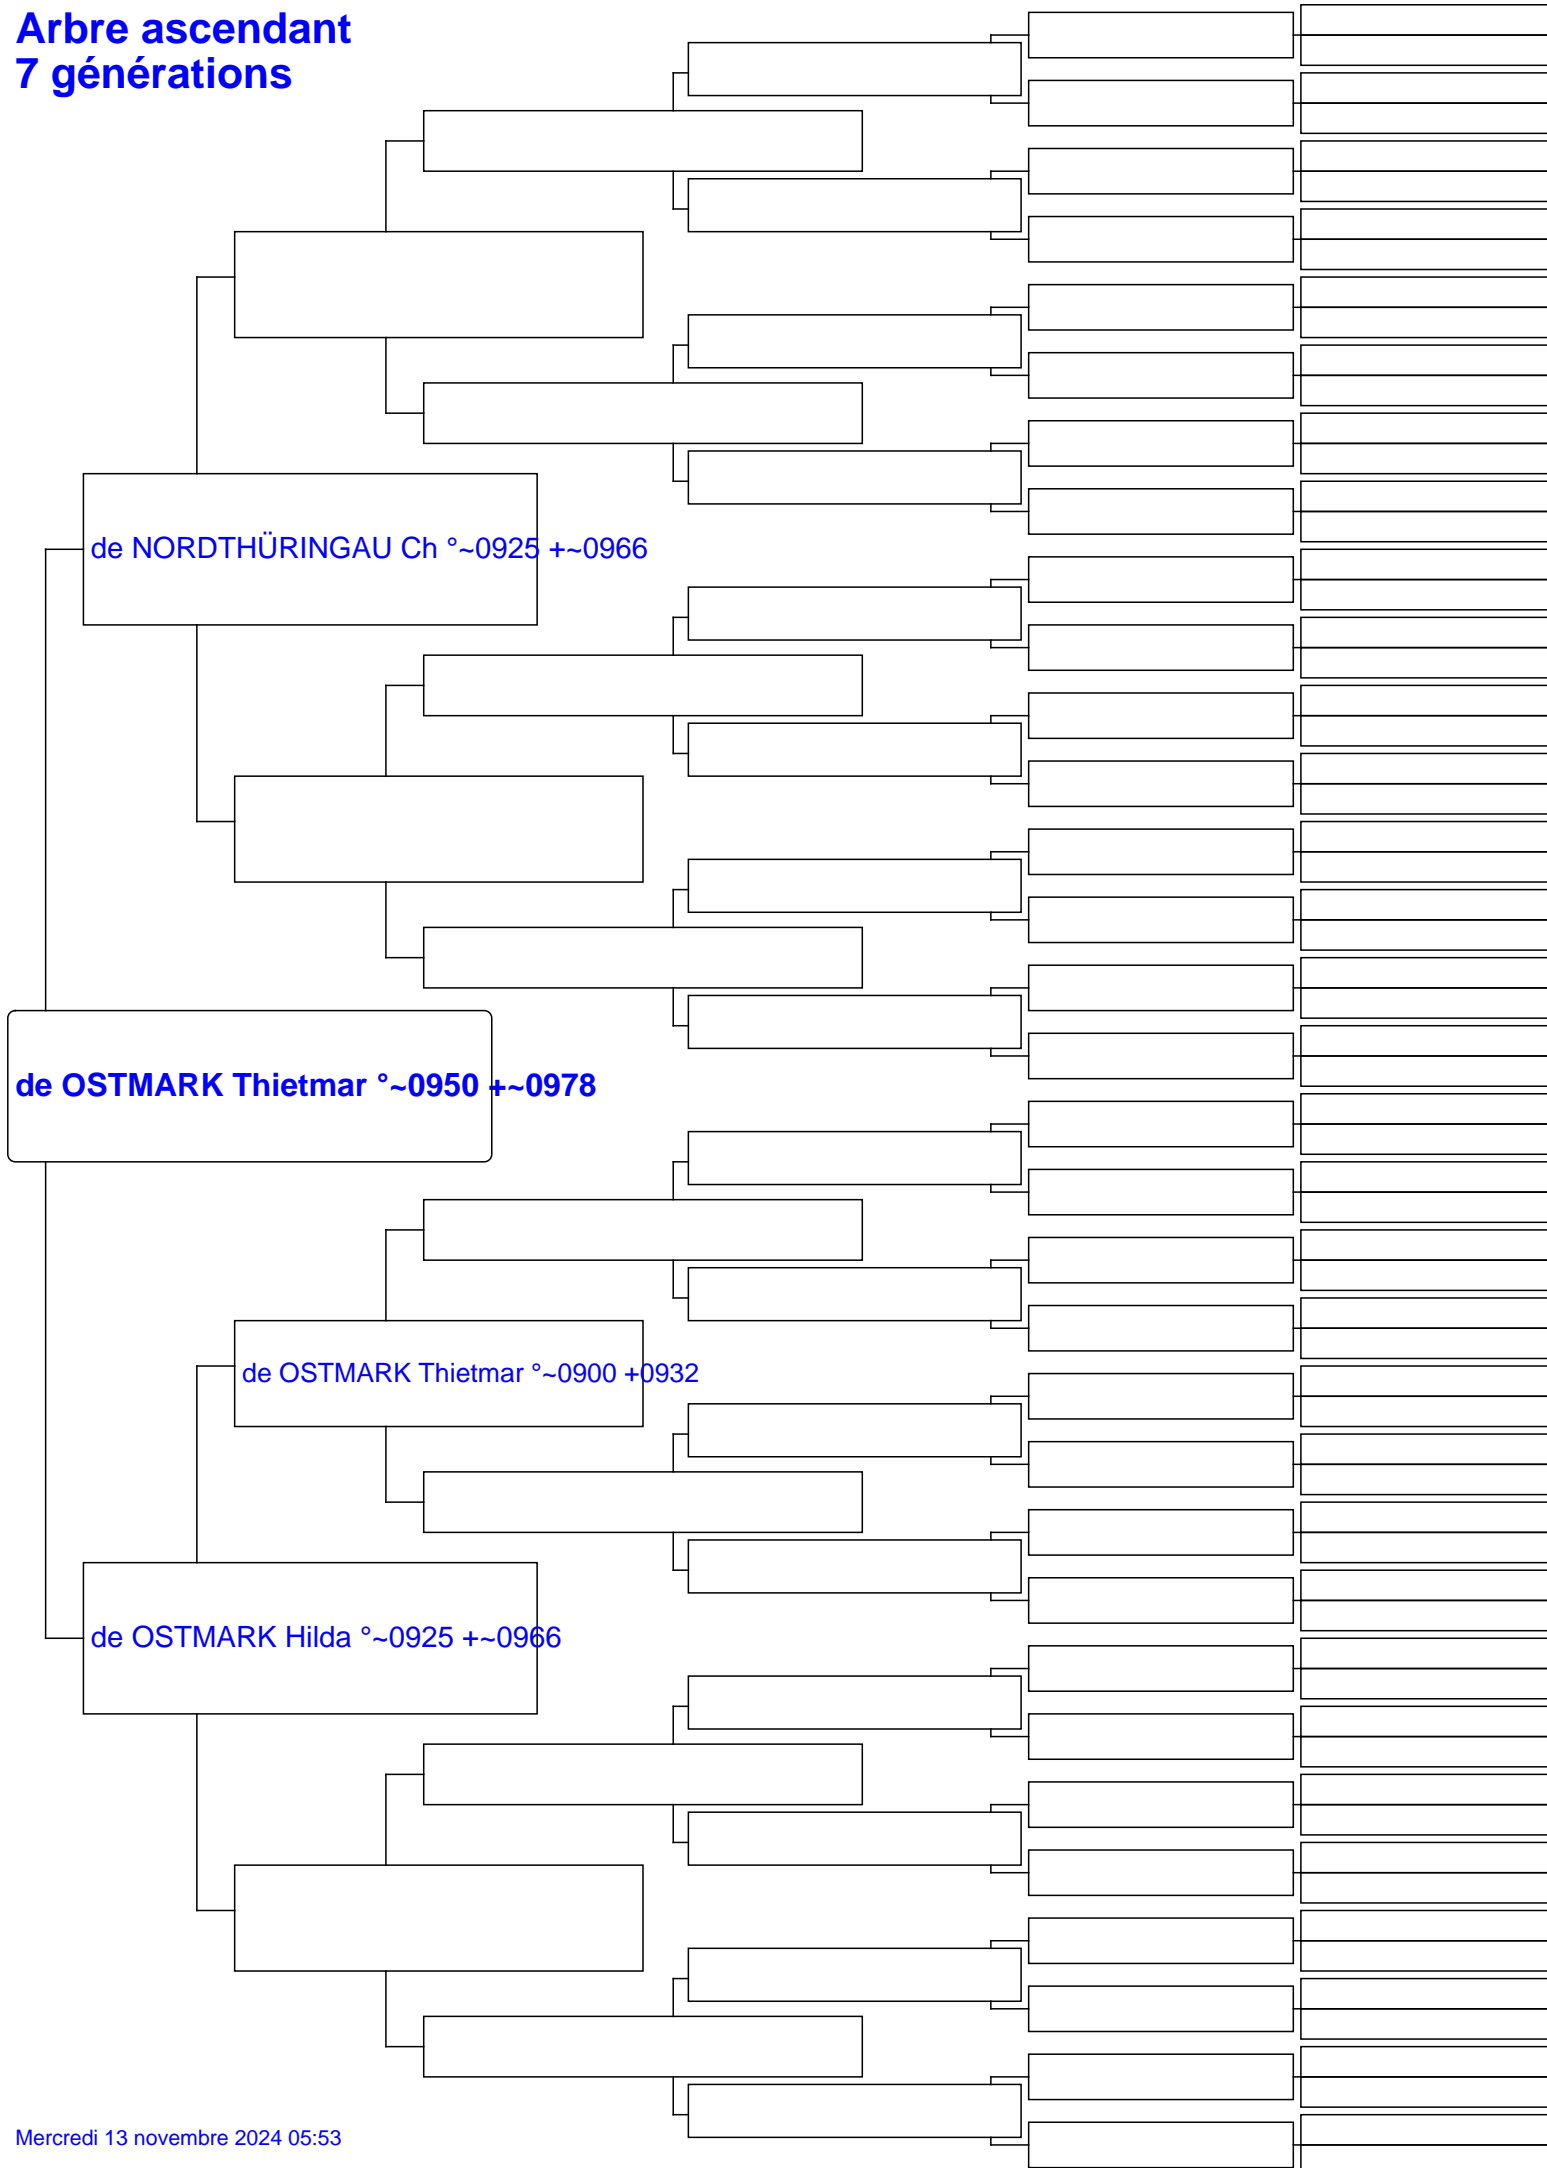 Arbre ascendant
7 générations
de NORDTHÜRINGAU Ch °~0925 +~0966
de OSTMARK Thietmar °~0950 +~0978
de OSTMARK Thietmar °~0900 +0932
de OSTMARK Hilda °~0925 +~0966
Mercredi 13 novembre 2024 05:53